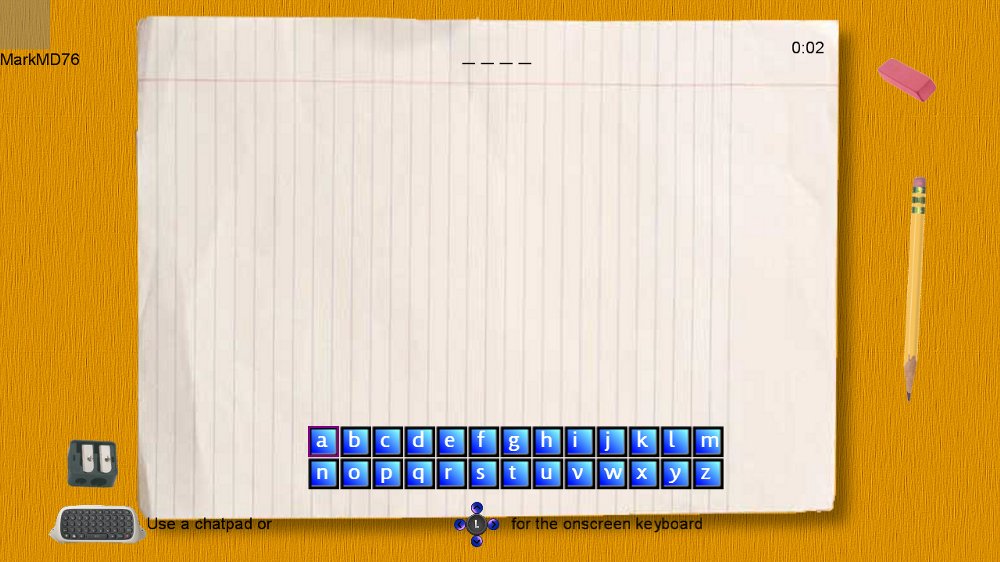 0:02
MarkMD76
_ _ _ _
a b c d e f g h i j k l m
n o p q r s t u v w x y z
Use a chatpad or L for the onscreen keyboard